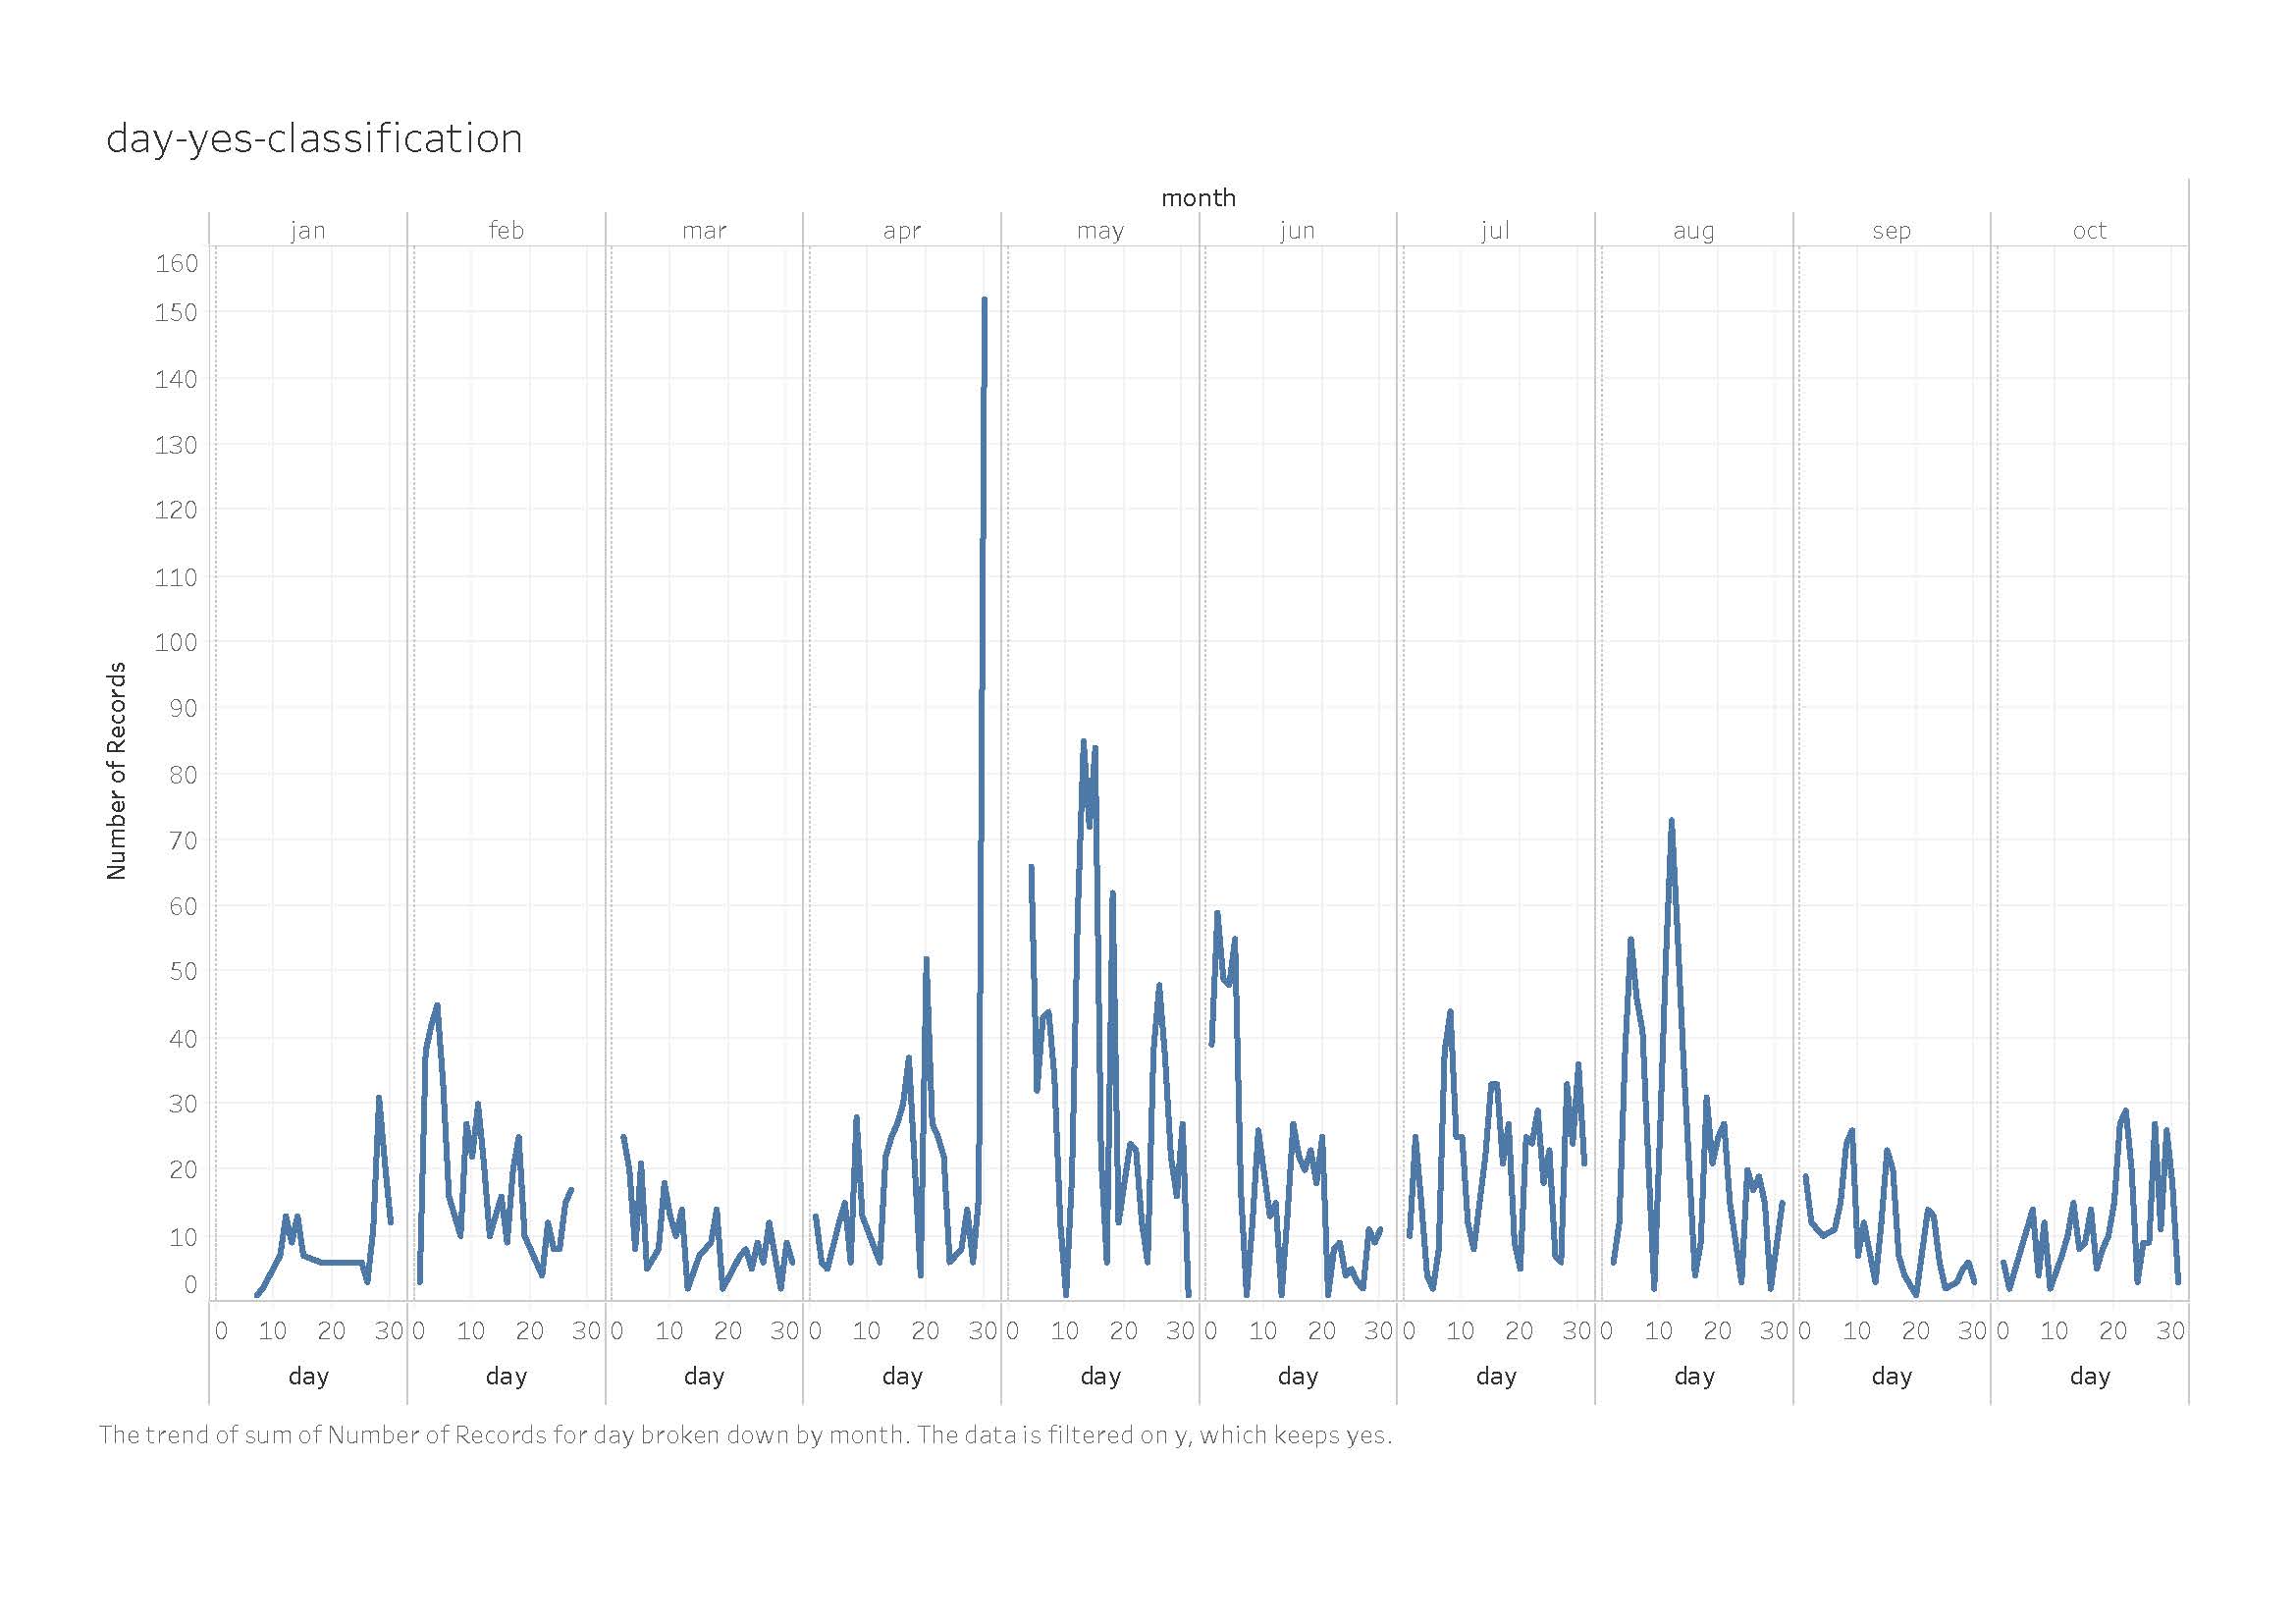 day-yes-classification
month
jan feb mar apr may jun jul aug sep oct
160
150
140
130
120
110
100
90
80
70
60
50
40
30
20
10
0
Number of Records
0 10 20 30 0 10 20 30 0 10 20 30 0 10 20 30 0 10 20 30 0 10 20 30 0 10 20 30 0 10 20 30 0 10 20 30 0 10 20 30
day day day day day day day day day day
The trend of sum of Number of Records for day broken down by month. The data is filtered on y, which keeps yes.